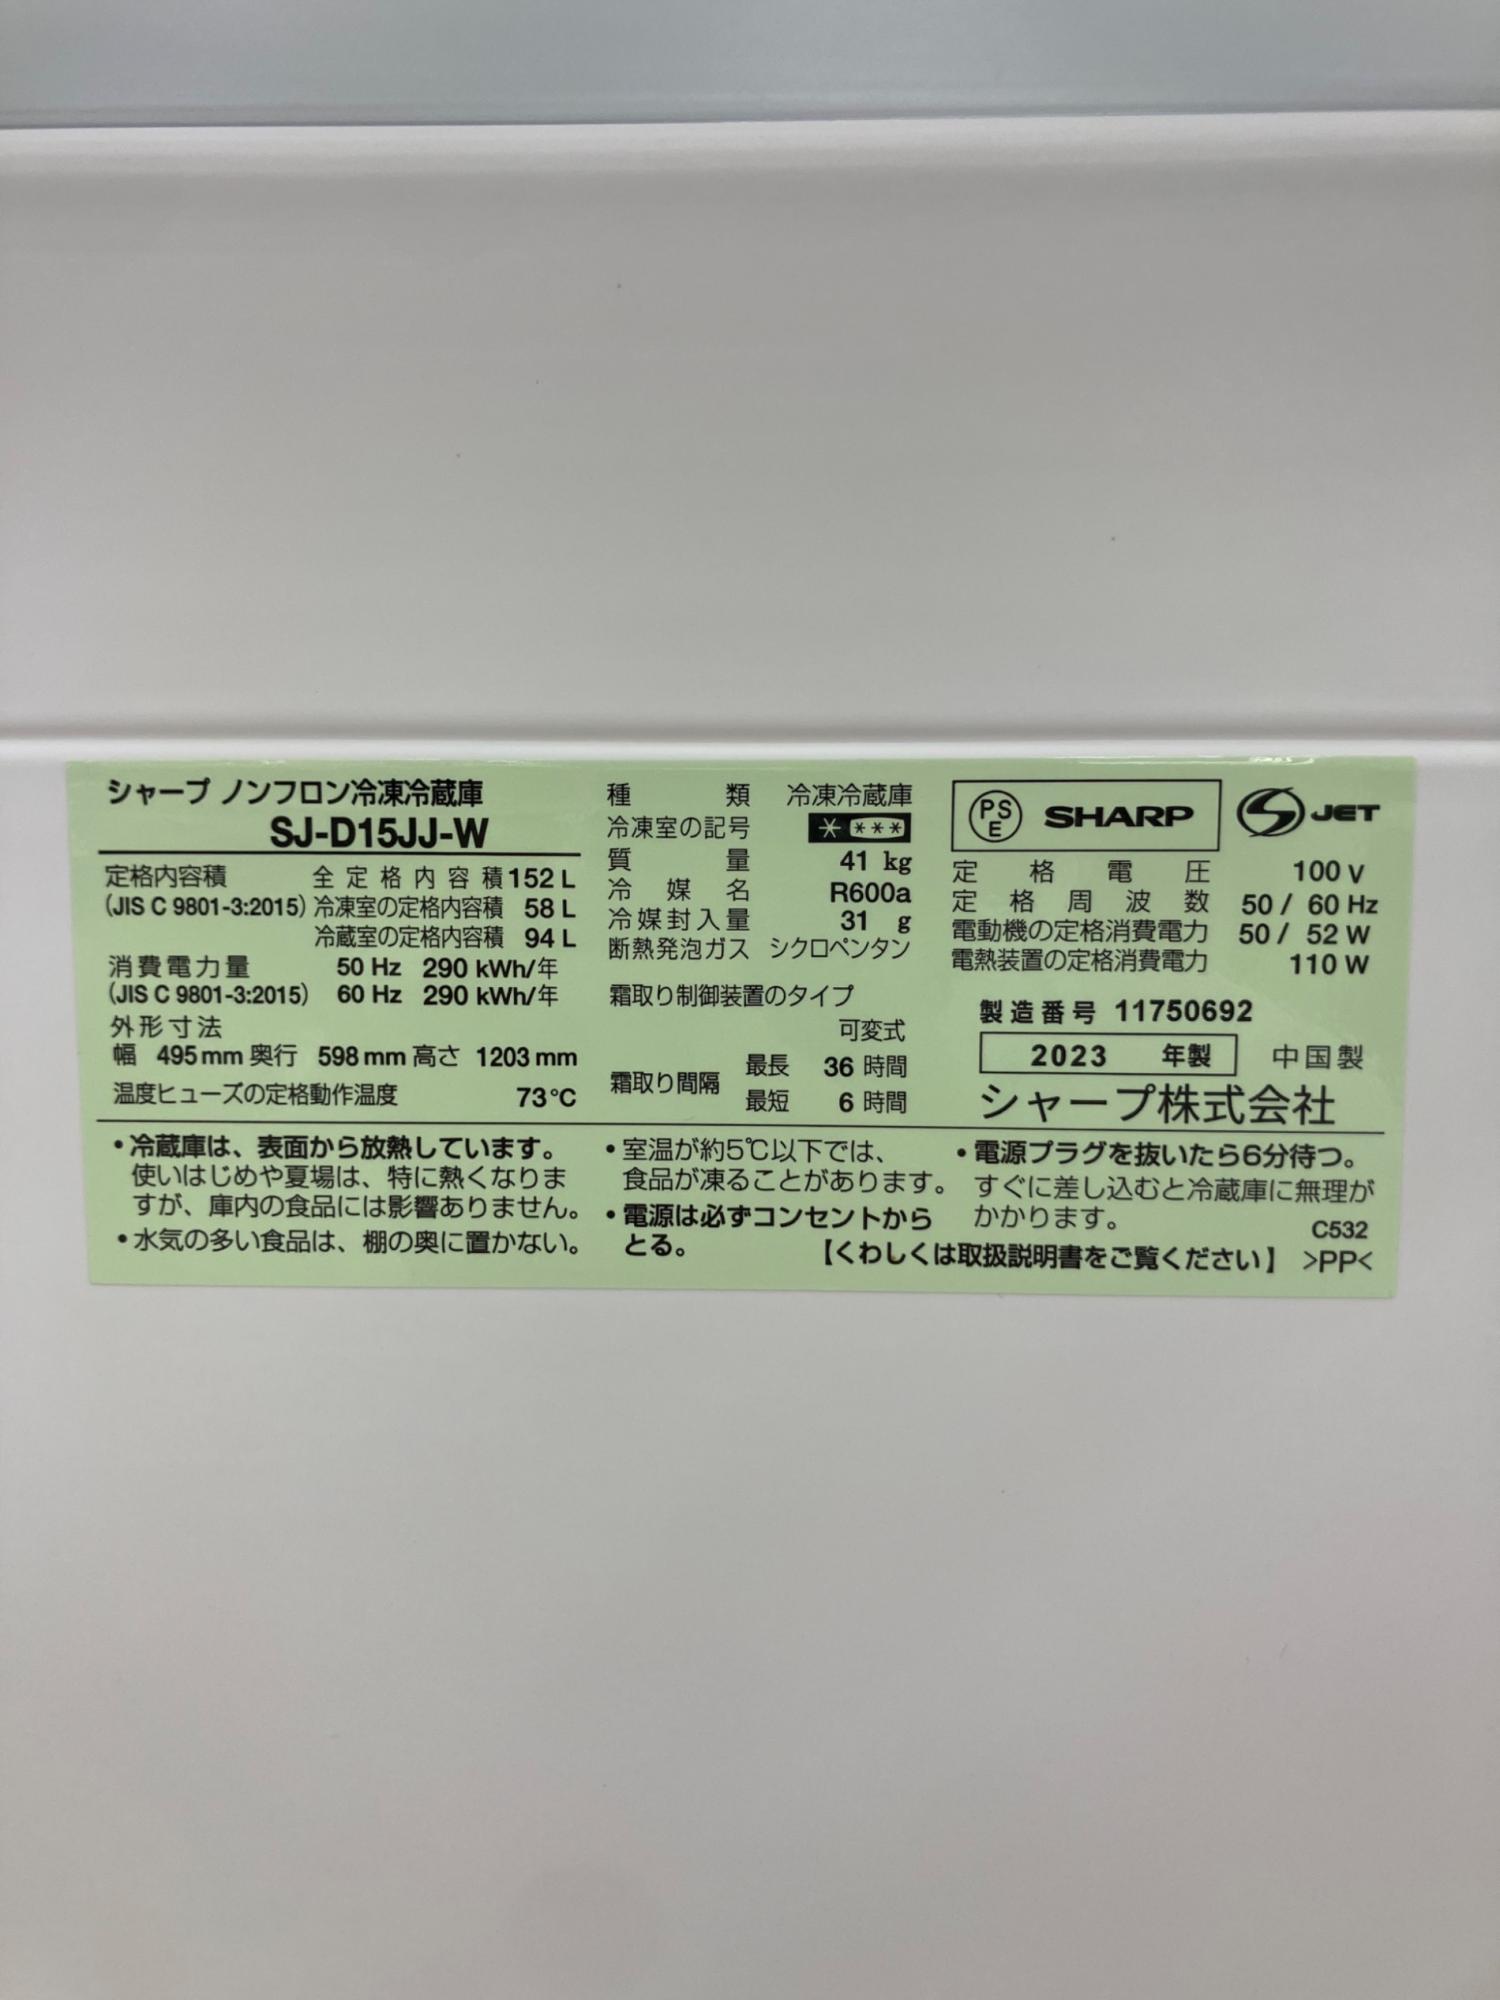 シャープ ノンフロン冷凍冷蔵庫
SJ-D15JJ-W
定格内容積 全定格内容積 152 L
(JIS C 9801-3:2015) 冷凍室の定格内容積 58 L
冷蔵室の定格内容積 94 L
消費電力量 50 Hz 290 kWh/年
(JIS C 9801-3:2015) 60 Hz 290 kWh/年
外形寸法
幅 495 mm 奥行 598 mm 高さ 1203 mm
温度ヒューズの定格動作温度 73℃
種類 冷凍冷蔵庫
冷凍室の記号 * ***
質量 41 kg
冷媒名 R600a
冷媒封入量 31 g
断熱発泡ガス シクロペンタン
霜取り制御装置のタイプ
可変式
霜取り間隔 最長 36 時間
最短 6 時間
PSE SHARP JET
定格電圧 100 V
定格周波数 50 / 60 Hz
電動機の定格消費電力 50 / 52 W
電熱装置の定格消費電力 110 W
製造番号 11750692
2023 年製 中国製
シャープ株式会社
・冷蔵庫は、表面から放熱しています。
使いはじめや夏場は、特に熱くなりま
すが、庫内の食品には影響ありません。
・水気の多い食品は、棚の奥に置かない。
・室温が約5℃以下では、
食品が凍ることがあります。
・電源は必ずコンセントから
とる。
・電源プラグを抜いたら6分待つ。
すぐに差し込むと冷蔵庫に無理が
かかります。
C532
【くわしくは取扱説明書をご覧ください】 >PP<